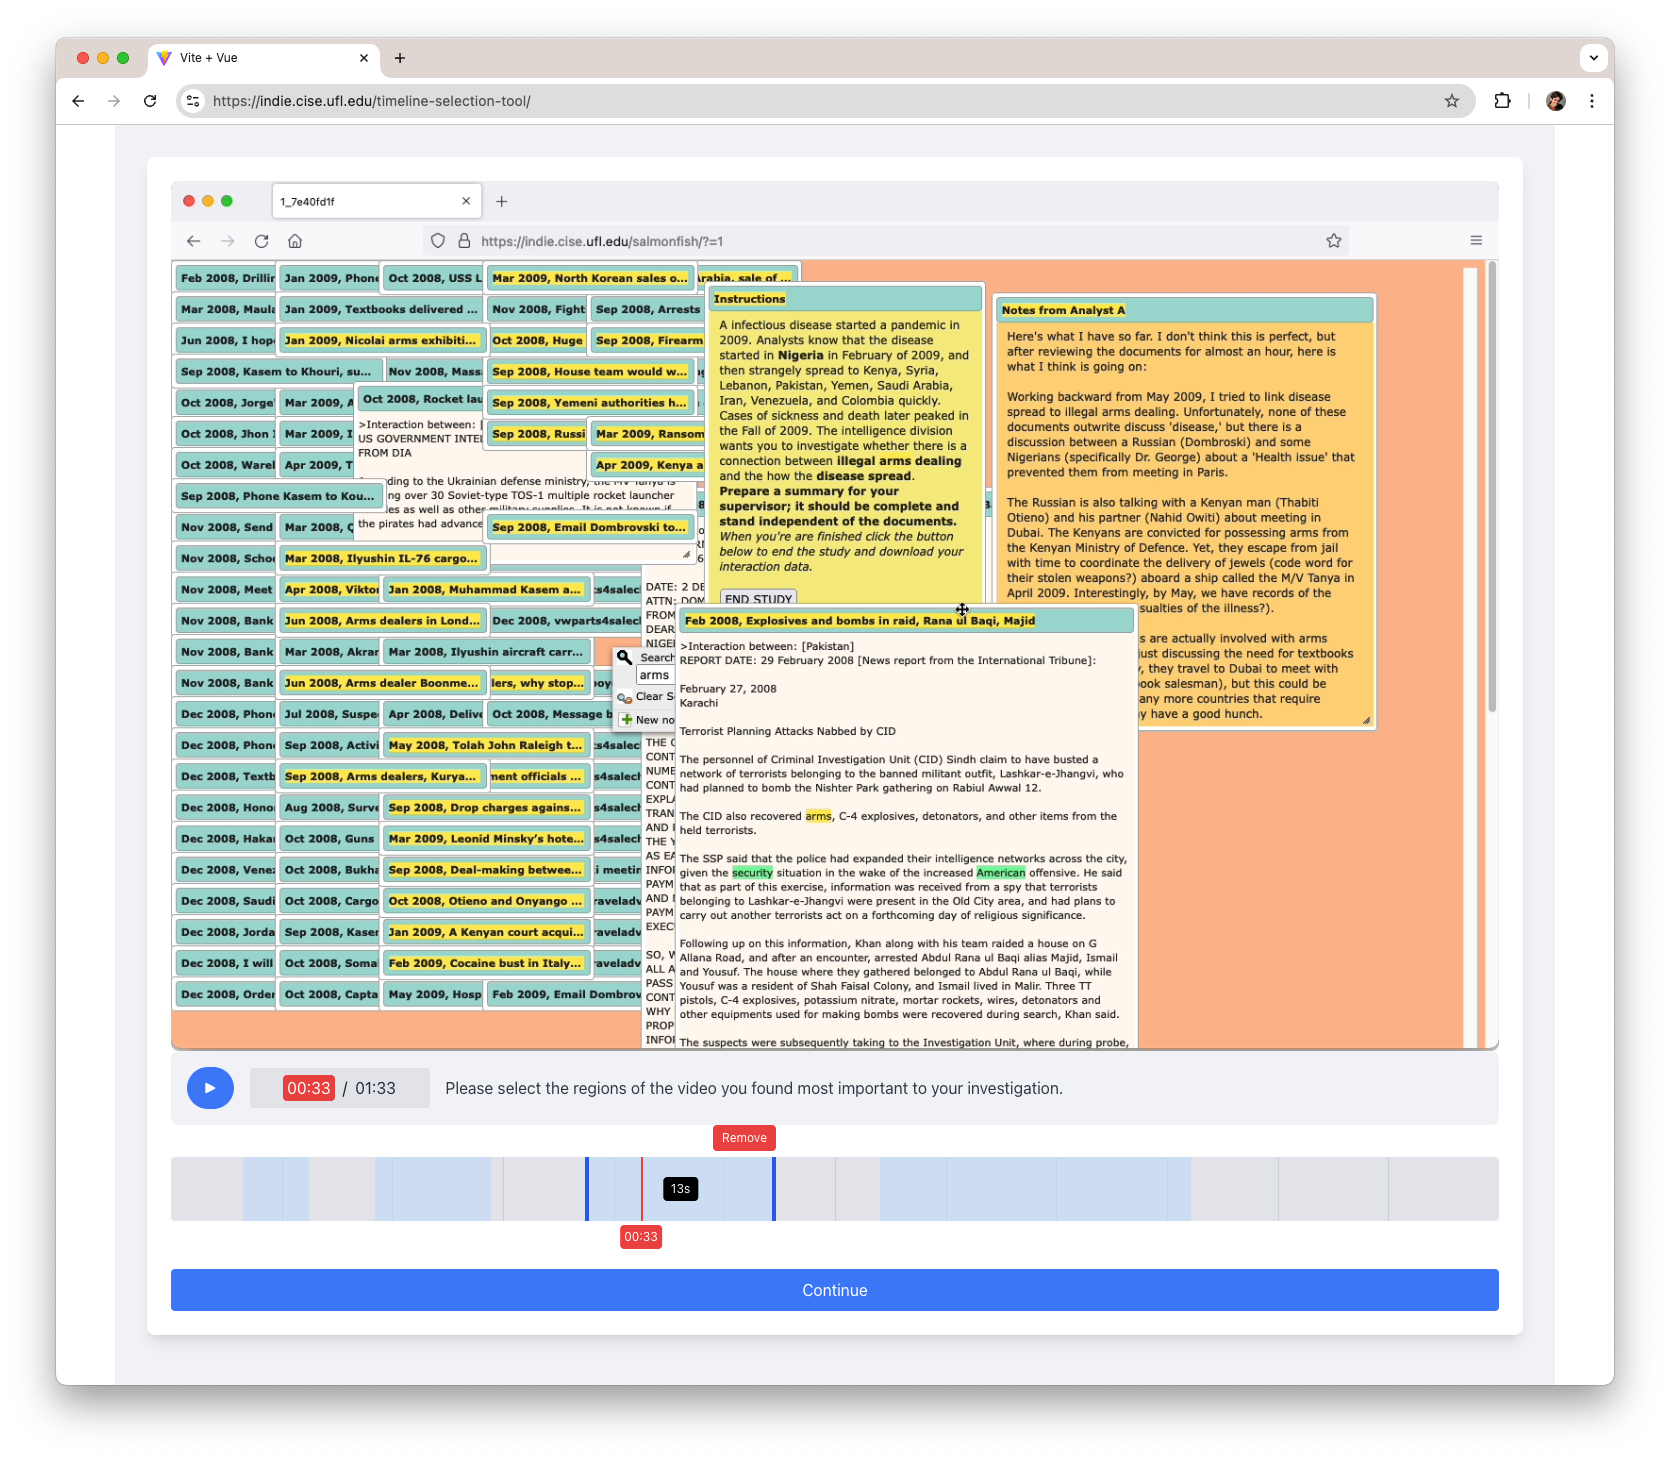 Vite + Vue
https://indie.cise.ufl.edu/timeline-selection-tool/
1_7e40fd1f
https://indie.cise.ufl.edu/salmonfish/?=1
Feb 2008, Drillin
Jan 2009, Phone
Oct 2008, USS L
Mar 2009, North Korean sales o...
Arabia, sale of ...
Mar 2008, Maula
Jan 2009, Textbooks delivered ...
Nov 2008, Fight
Sep 2008, Arrests
Jun 2008, I hop
Jan 2009, Nicolai arms exhibiti...
Oct 2008, Huge
Sep 2008, Firearm
Sep 2008, Kasem to Khouri, su...
Nov 2008, Mass
Sep 2008, House team would w...
Oct 2008, Jorge
Mar 2009, A
Oct 2008, Rocket lau
Sep 2008, Yemeni authorities h...
Oct 2008, Jhon
Mar 2009, I
Sep 2008, Russi
Mar 2009, Ransom
Oct 2008, Warel
Apr 2009, T
Apr 2009, Kenya a
Sep 2008, Phone Kasem to Kou...
Nov 2008, Send
Mar 2008, Q
Sep 2008, Email Dombrovski to...
Nov 2008, Schoo
Mar 2008, Ilyushin IL-76 cargo...
Nov 2008, Meet
Apr 2008, Viktor
Jan 2008, Muhammad Kasem a...
ts4salecl
Nov 2008, Bank
Jun 2008, Arms dealers in Lond...
Dec 2008, vwparts4salecl
Nov 2008, Bank
Mar 2008, Akrar
Mar 2008, Ilyushin aircraft carr...
Nov 2008, Bank
Jun 2008, Arms dealer Boonme...
lers, why stop...
Dec 2008, Phon
Jul 2008, Suspe
Apr 2008, Delive
Oct 2008, Message b
Dec 2008, Phon
Sep 2008, Activi
May 2008, Tolah John Raleigh t...
ts4salecl
Dec 2008, Textb
Sep 2008, Arms dealers, Kurya...
ment officials ...
s4salecl
Dec 2008, Hono
Aug 2008, Surve
Sep 2008, Drop charges agains...
s4salecl
Dec 2008, Hakar
Oct 2008, Guns
Mar 2009, Leonid Minsky's hote...
s4salecl
Dec 2008, Venez
Oct 2008, Bukha
Sep 2008, Deal-making betwee...
i meetin
Dec 2008, Saudi
Oct 2008, Cargo
Oct 2008, Otieno and Onyango ...
raveladv
Dec 2008, Jorda
Sep 2009, Kaser
Jan 2009, A Kenyan court acqui...
raveladv
Dec 2008, I will
Oct 2008, Soma
Feb 2009, Cocaine bust in Italy...
raveladv
Dec 2008, Order
Oct 2008, Capta
May 2009, Hosp
Feb 2009, Email Dombrov
>Interaction between: [
US GOVERNMENT INTEL
FROM DIA
ding to the Ukrainian defense ministry, the MV Tanya is
ng over 30 Soviet-type TOS-1 multiple rocket launcher
es as well as other military supplies. It is not known if
the pirates had advance
DATE: 2 DE
ATTN: DOM
FROM
DEAR
NIGE
Search
arms
Clear S
New no
THE C
CONT
NUME
CONT
EXPLA
TRAN
AND
THE Y
AS EA
INFOR
PAYM
AND
PAYM
EXEC
SO, W
ALL A
PASS
CONT
WHY
PROP
INFOR
Instructions
A infectious disease started a pandemic in
2009. Analysts know that the disease
started in Nigeria in February of 2009, and
then strangely spread to Kenya, Syria,
Lebanon, Pakistan, Yemen, Saudi Arabia,
Iran, Venezuela, and Colombia quickly.
Cases of sickness and death later peaked in
the Fall of 2009. The intelligence division
wants you to investigate whether there is a
connection between illegal arms dealing
and the how the disease spread.
Prepare a summary for your
supervisor; it should be complete and
stand independent of the documents.
When you're finished click the button
below to end the study and download your
interaction data.
END STUDY
Notes from Analyst A
Here's what I have so far. I don't think this is perfect, but
after reviewing the documents for almost an hour, here is
what I think is going on:
Working backward from May 2009, I tried to link disease
spread to illegal arms dealing. Unfortunately, none of these
documents outwrite discuss 'disease,' but there is a
discussion between a Russian (Dombroski) and some
Nigerians (specifically Dr. George) about a 'Health issue' that
prevented them from meeting in Paris.
The Russian is also talking with a Kenyan man (Thabiti
Otieno) and his partner (Nahid Owiti) about meeting in
Dubai. The Kenyans are convicted for possessing arms from
the Kenyan Ministry of Defence. Yet, they escape from jail
with time to coordinate the delivery of jewels (code word for
their stolen weapons?) aboard a ship called the M/V Tanya in
April 2009. Interestingly, by May, we have records of the
sualties of the illness?).
s are actually involved with arms
just discussing the need for textbooks
, they travel to Dubai to meet with
ook salesman), but this could be
any more countries that require
y have a good hunch.
Feb 2008, Explosives and bombs in raid, Rana ul Baqi, Majid
>Interaction between: [Pakistan]
REPORT DATE: 29 February 2008 [News report from the International Tribune]:
February 27, 2008
Karachi
Terrorist Planning Attacks Nabbed by CID
The personnel of Criminal Investigation Unit (CID) Sindh claim to have busted a
network of terrorists belonging to the banned militant outfit, Lashkar-e-Jhangvi, who
had planned to bomb the Nishter Park gathering on Rabiul Awwal 12.
The CID also recovered arms, C-4 explosives, detonators, and other items from the
held terrorists.
The SSP said that the police had expanded their intelligence networks across the city,
given the security situation in the wake of the increased American offensive. He said
that as part of this exercise, information was received from a spy that terrorists
belonging to Lashkar-e-Jhangvi were present in the Old City area, and had plans to
carry out another terrorists act on a forthcoming day of religious significance.
Following up on this information, Khan along with his team raided a house on G
Allana Road, and after an encounter, arrested Abdul Rana ul Baqi alias Majid, Ismail
and Yousuf. The house where they gathered belonged to Abdul Rana ul Baqi, while
Yousuf was a resident of Shah Faisal Colony, and Ismail lived in Malir. Three TT
pistols, C-4 explosives, potassium nitrate, mortar rockets, wires, detonators and
other equipments used for making bombs were recovered during search, Khan said.
The suspects were subsequently taking to the Investigation Unit, where during probe,
00:33 / 01:33
Please select the regions of the video you found most important to your investigation.
Remove
13s
00:33
Continue